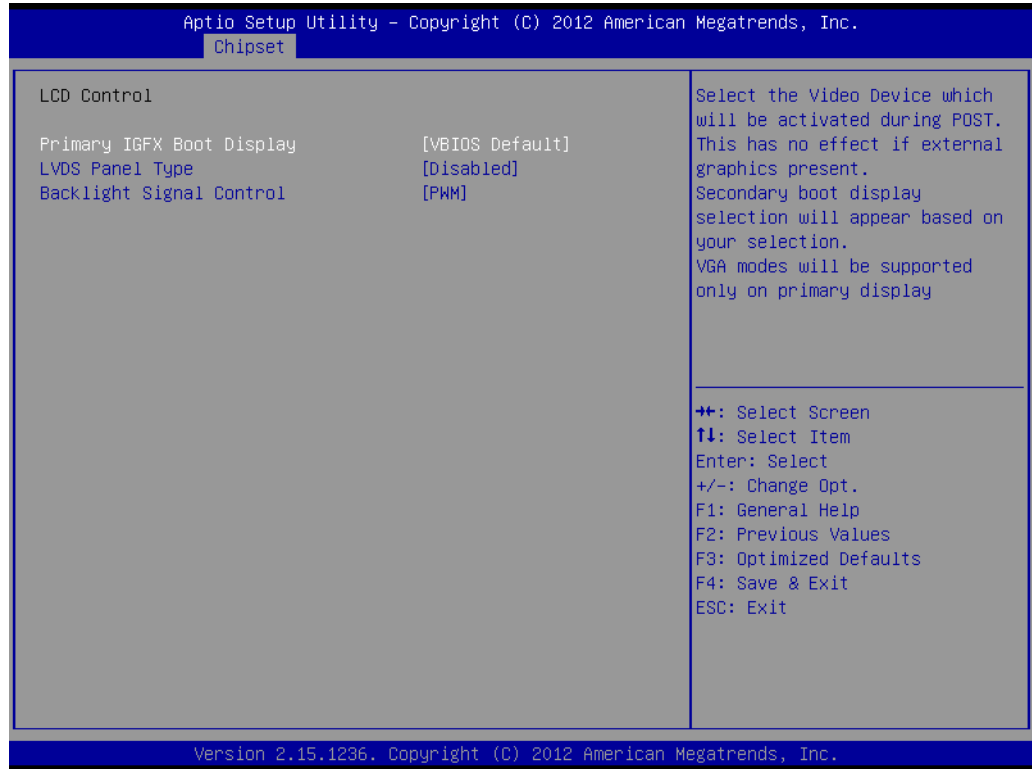 Aptio Setup Utility – Copyright (C) 2012 American Megatrends, Inc.
Chipset
LCD Control
Primary IGFX Boot Display [VBIOS Default]
LVDS Panel Type [Disabled]
Backlight Signal Control [PWM]
Select the Video Device which
will be activated during POST.
This has no effect if external
graphics present.
Secondary boot display
selection will appear based on
your selection.
VGA modes will be supported
only on primary display
→←: Select Screen
↑↓: Select Item
Enter: Select
+/-: Change Opt.
F1: General Help
F2: Previous Values
F3: Optimized Defaults
F4: Save & Exit
ESC: Exit
Version 2.15.1236. Copyright (C) 2012 American Megatrends, Inc.